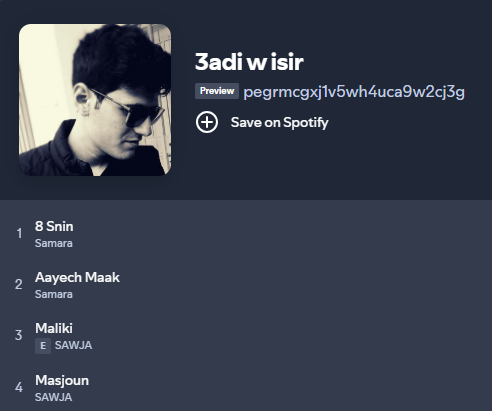 3adi w isir
Preview pegrmcgxj1v5wh4uca9w2cj3g
Save on Spotify
1 8 Snin
Samara
2 Aayech Maak
Samara
3 Maliki
E SAWJA
4 Masjoun
SAWJA